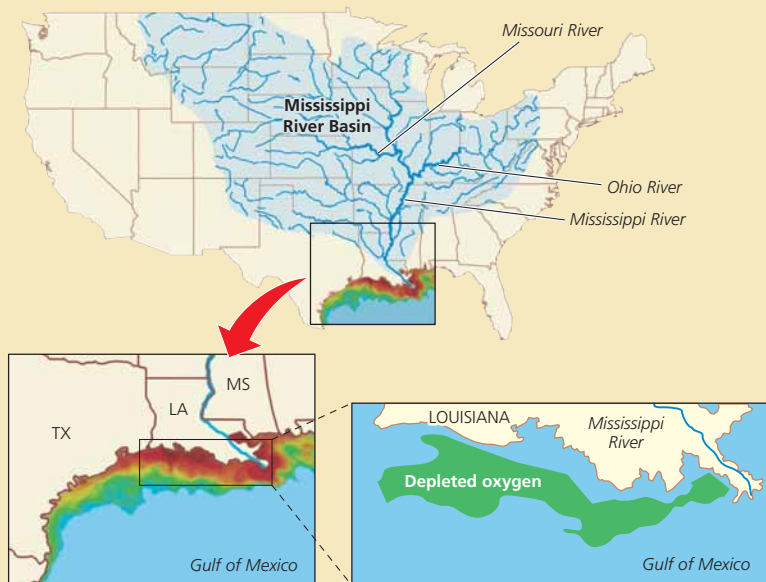 Missouri River
Mississippi
River Basin
Ohio River
Mississippi River
MS
LA
TX
Gulf of Mexico
LOUISIANA
Mississippi
River
Depleted oxygen
Gulf of Mexico